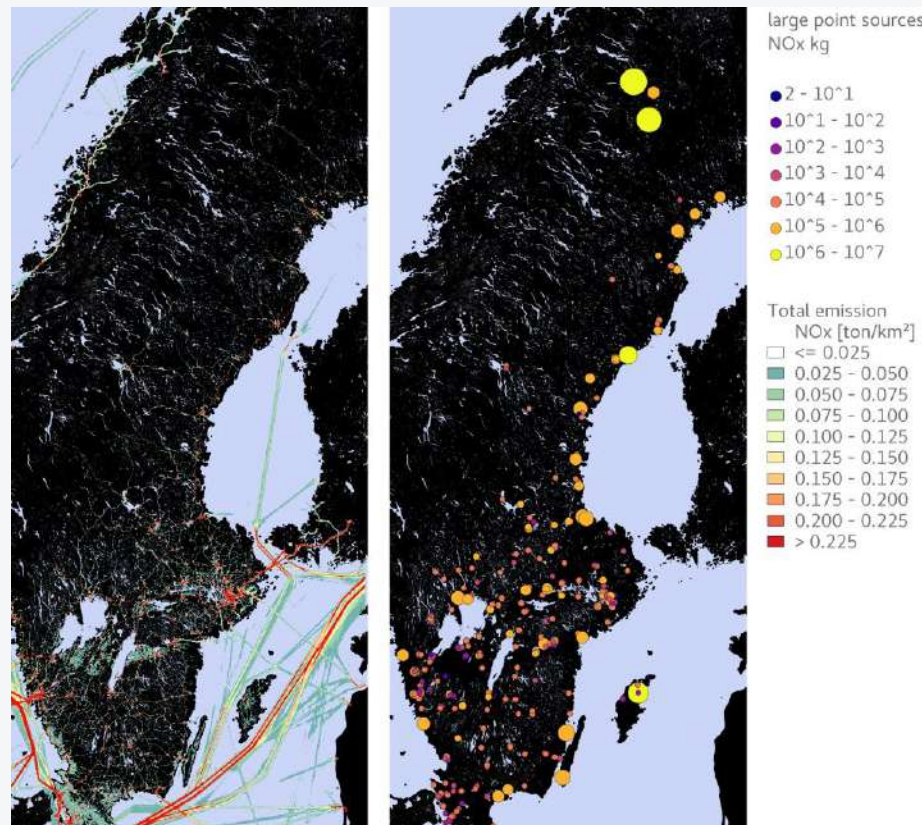 large point sources
NOx kg
2 - 10^1
10^1 - 10^2
10^2 - 10^3
10^3 - 10^4
10^4 - 10^5
10^5 - 10^6
10^6 - 10^7
Total emission
NOx [ton/km²]
<= 0.025
0.025 - 0.050
0.050 - 0.075
0.075 - 0.100
0.100 - 0.125
0.125 - 0.150
0.150 - 0.175
0.175 - 0.200
0.200 - 0.225
> 0.225